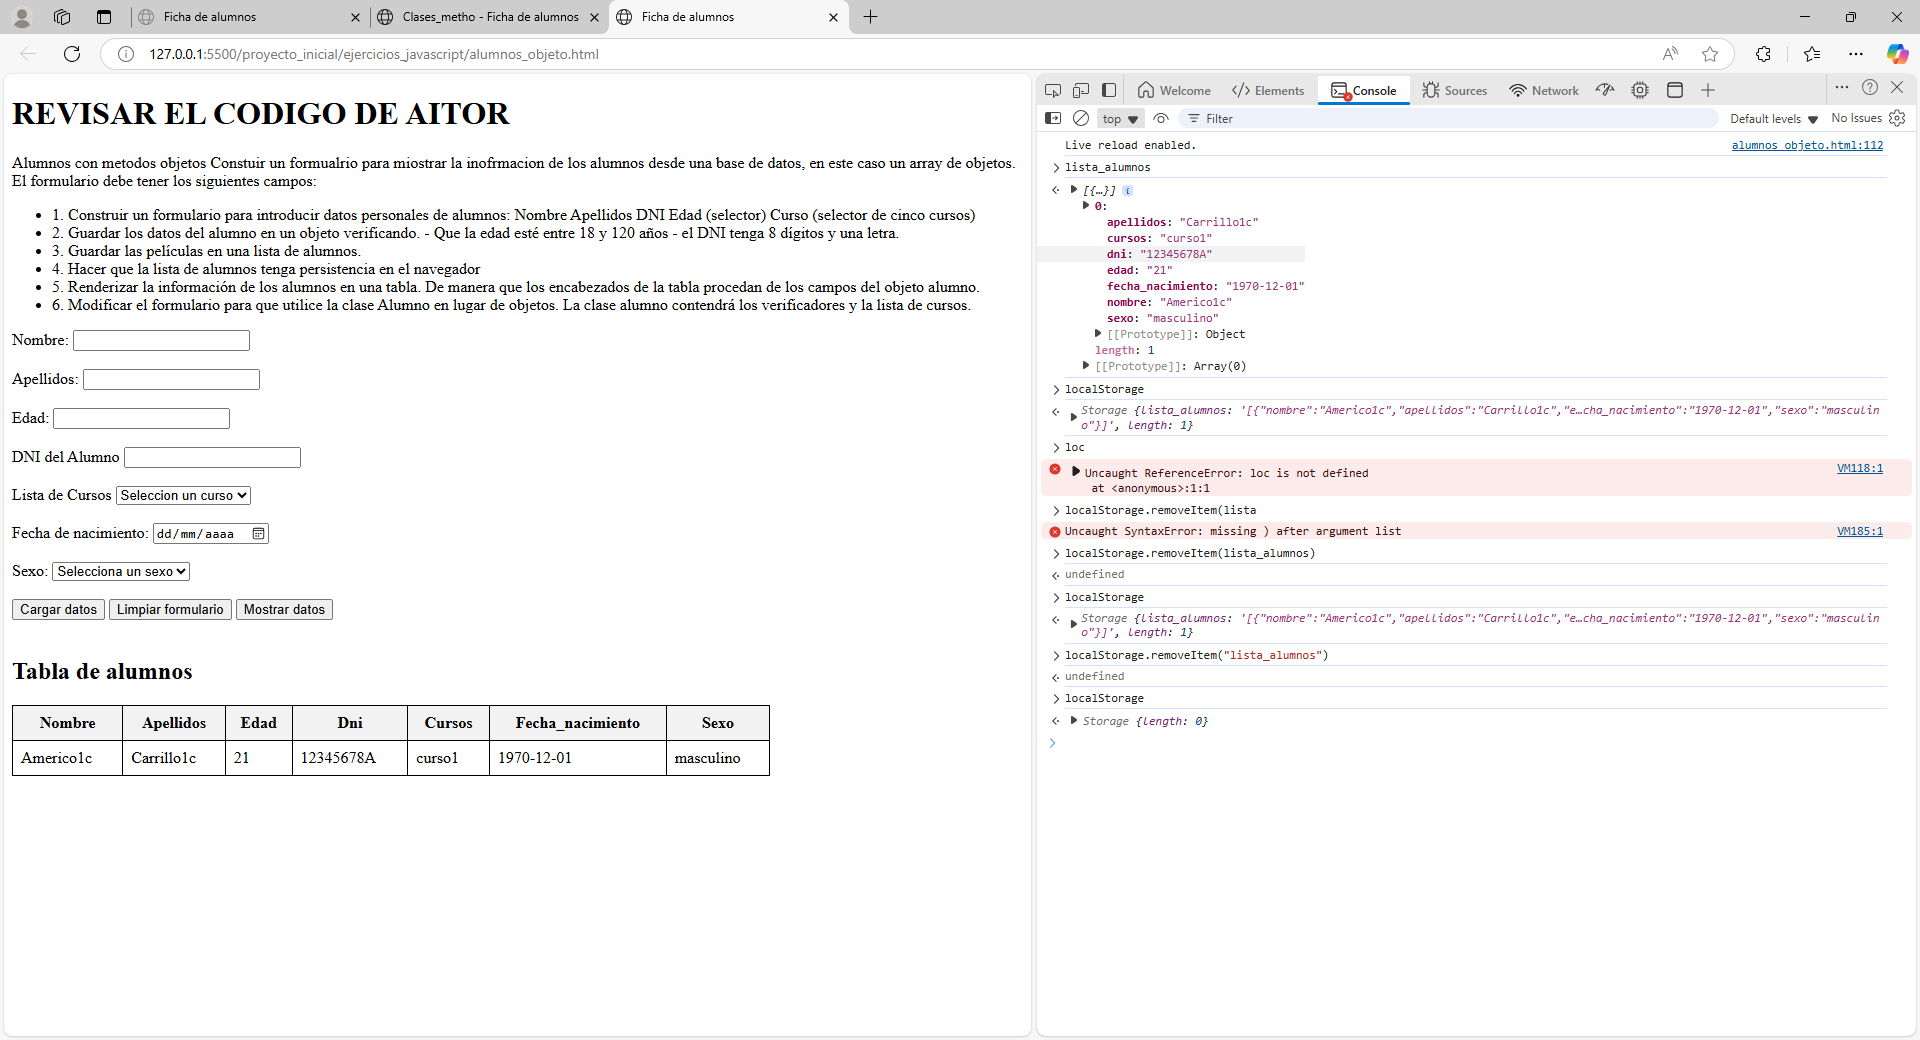 Ficha de alumnos
Clases_metho - Ficha de alumnos
Ficha de alumnos
127.0.0.1:5500/proyecto_inicial/ejercicios_javascript/alumnos_objeto.html
REVISAR EL CODIGO DE AITOR
Alumnos con metodos objetos Constuir un formualrio para miostrar la inofrmacion de los alumnos desde una base de datos, en este caso un array de objetos.
El formulario debe tener los siguientes campos:
1. Construir un formulario para introducir datos personales de alumnos: Nombre Apellidos DNI Edad (selector) Curso (selector de cinco cursos)
2. Guardar los datos del alumno en un objeto verificando. - Que la edad esté entre 18 y 120 años - el DNI tenga 8 dígitos y una letra.
3. Guardar las películas en una lista de alumnos.
4. Hacer que la lista de alumnos tenga persistencia en el navegador
5. Renderizar la información de los alumnos en una tabla. De manera que los encabezados de la tabla procedan de los campos del objeto alumno.
6. Modificar el formulario para que utilice la clase Alumno en lugar de objetos. La clase alumno contendrá los verificadores y la lista de cursos.
Nombre:
Apellidos:
Edad:
DNI del Alumno
Lista de Cursos Seleccion un curso
Fecha de nacimiento: dd/mm/aaaa
Sexo: Selecciona un sexo
Cargar datos Limpiar formulario Mostrar datos
Tabla de alumnos
Nombre Apellidos Edad Dni Cursos Fecha_nacimiento Sexo
Americo1c Carrillo1c 21 12345678A curso1 1970-12-01 masculino
Welcome Elements Console Sources Network
top Filter Default levels No Issues
Live reload enabled. alumnos_objeto.html:112
lista_alumnos
[{…}]
0:
apellidos: "Carrillo1c"
cursos: "curso1"
dni: "12345678A"
edad: "21"
fecha_nacimiento: "1970-12-01"
nombre: "Americo1c"
sexo: "masculino"
[[Prototype]]: Object
length: 1
[[Prototype]]: Array(0)
localStorage
Storage {lista_alumnos: '[{"nombre":"Americo1c","apellidos":"Carrillo1c","e…cha_nacimiento":"1970-12-01","sexo":"masculin
o"}]', length: 1}
loc
Uncaught ReferenceError: loc is not defined VM118:1
at <anonymous>:1:1
localStorage.removeItem(lista
Uncaught SyntaxError: missing ) after argument list VM185:1
localStorage.removeItem(lista_alumnos)
undefined
localStorage
Storage {lista_alumnos: '[{"nombre":"Americo1c","apellidos":"Carrillo1c","e…cha_nacimiento":"1970-12-01","sexo":"masculin
o"}]', length: 1}
localStorage.removeItem("lista_alumnos")
undefined
localStorage
Storage {length: 0}